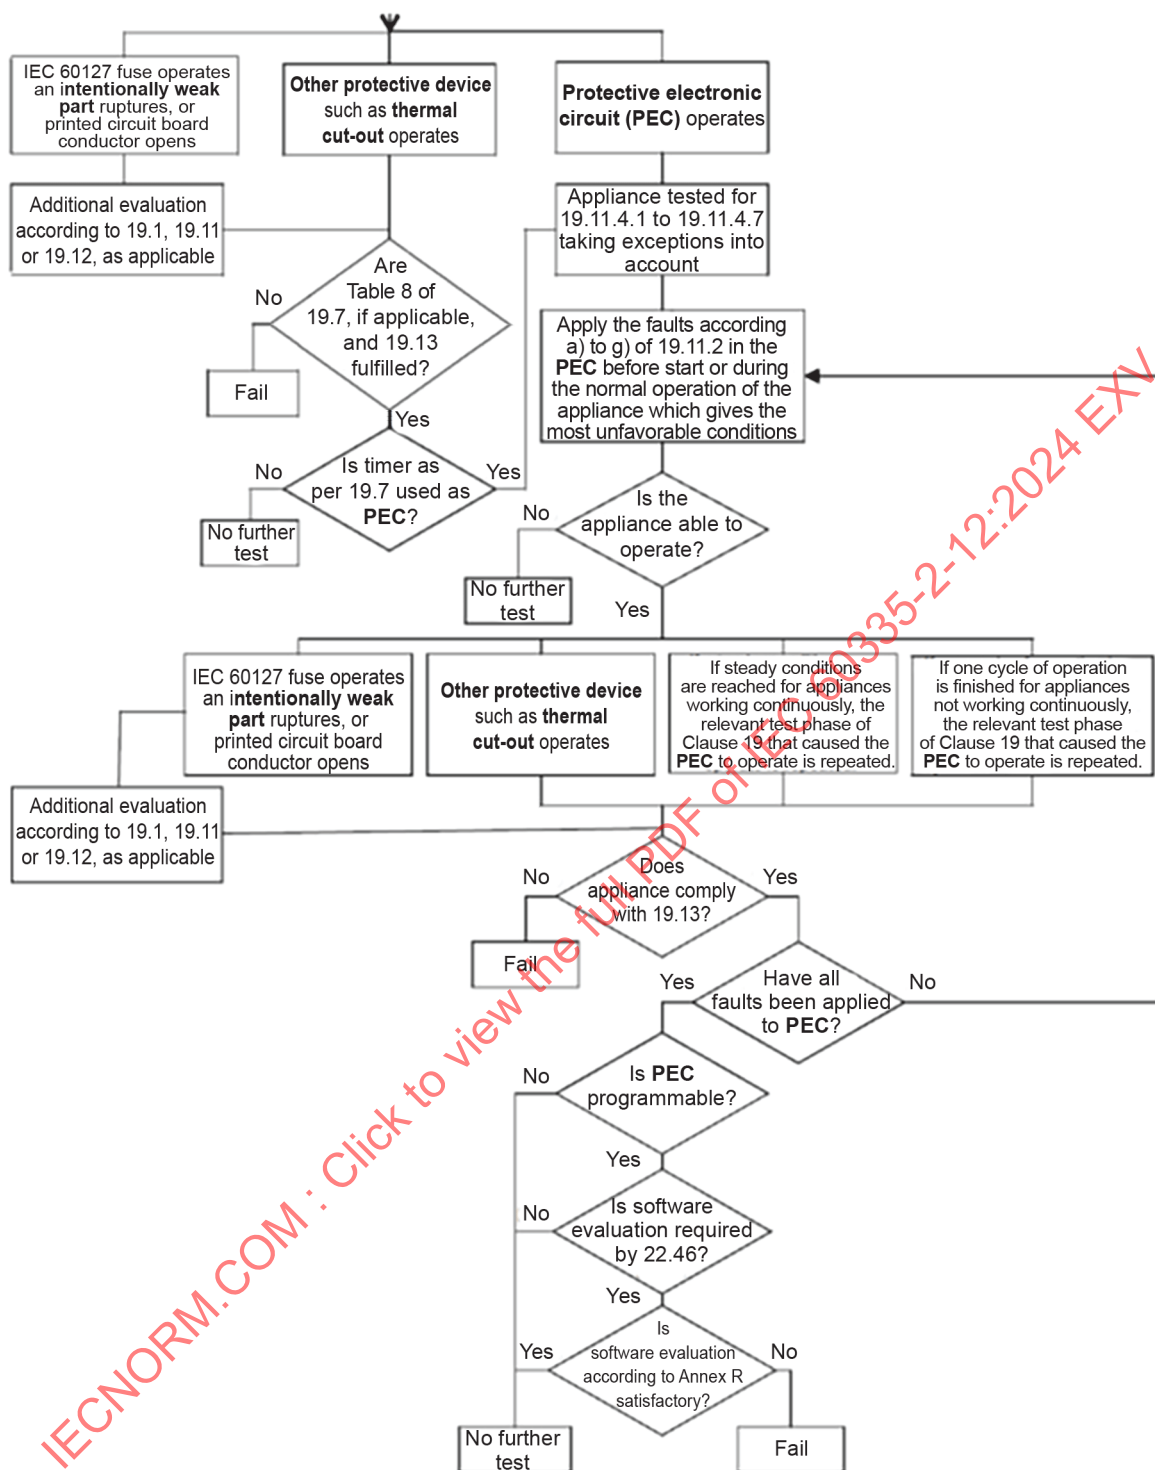 IEC 60127 fuse operates
an intentionally weak
part ruptures, or
printed circuit board
conductor opens
Other protective device
such as thermal
cut-out operates
Protective electronic
circuit (PEC) operates
Additional evaluation
according to 19.1, 19.11
or 19.12, as applicable
Appliance tested for
19.11.4.1 to 19.11.4.7
taking exceptions into
account
Are
Table 8 of
19.7, if applicable,
and 19.13
fulfilled?
No
Fail
Yes
Apply the faults according
a) to g) of 19.11.2 in the
PEC before start or during
the normal operation of the
appliance which gives the
most unfavorable conditions
Is timer as
per 19.7 used as
PEC?
No
Yes
No further
test
Is the
appliance able to
operate?
No
No further
test
Yes
IEC 60127 fuse operates
an intentionally weak
part ruptures, or
printed circuit board
conductor opens
Other protective device
such as thermal
cut-out operates
If steady conditions
are reached for appliances
working continuously, the
relevant test phase of
Clause 19 that caused the
PEC to operate is repeated.
If one cycle of operation
is finished for appliances
not working continuously,
the relevant test phase
of Clause 19 that caused the
PEC to operate is repeated.
Additional evaluation
according to 19.1, 19.11
or 19.12, as applicable
Does
appliance comply
with 19.13?
No
Yes
Fail
Have all
faults been applied
to PEC?
Yes
No
Is PEC
programmable?
No
Yes
Is software
evaluation required
by 22.46?
No
Yes
Is
software evaluation
according to Annex R
satisfactory?
Yes
No
No further
test
Fail
IECNORM.COM : Click to view the full PDF of IEC 60335-2-12:2024 EXV